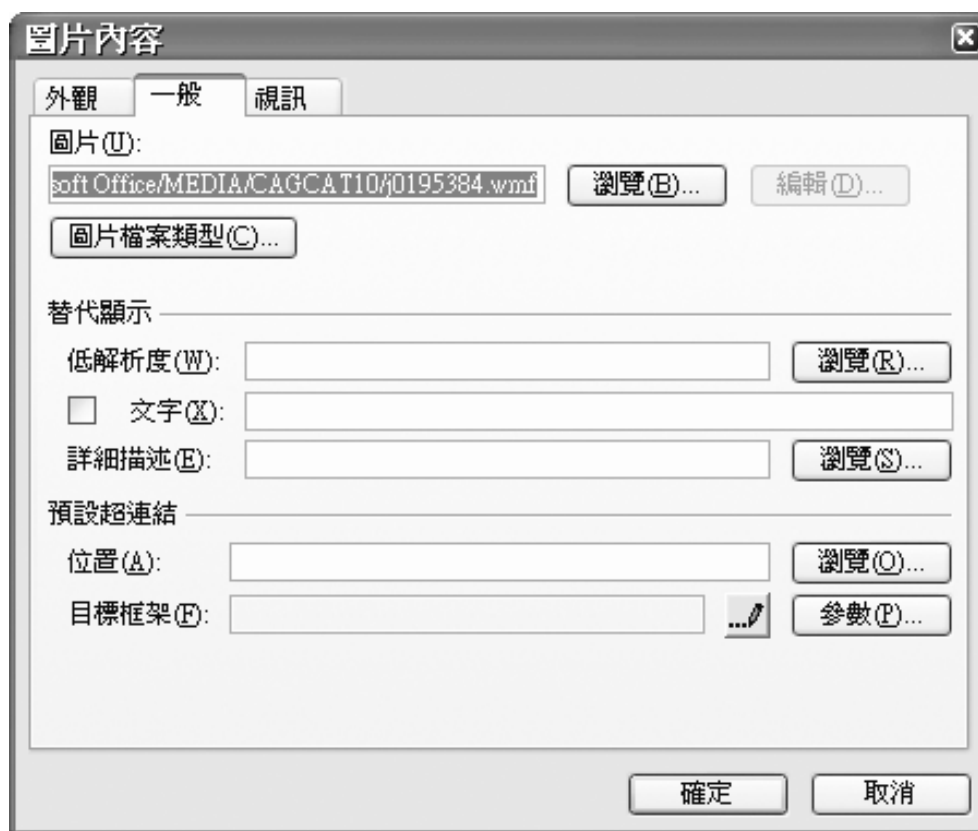 圖片內容
外觀 一般 視訊
圖片(U):
soft Office/MEDIA/CAGCAT10/j0195384.wmf 瀏覽(B)... 編輯(D)...
圖片檔案類型(C)...
替代顯示
低解析度(W): 瀏覽(R)...
文字(X):
詳細描述(E): 瀏覽(S)...
預設超連結
位置(A): 瀏覽(O)...
目標框架(F): ... 參數(P)...
確定 取消